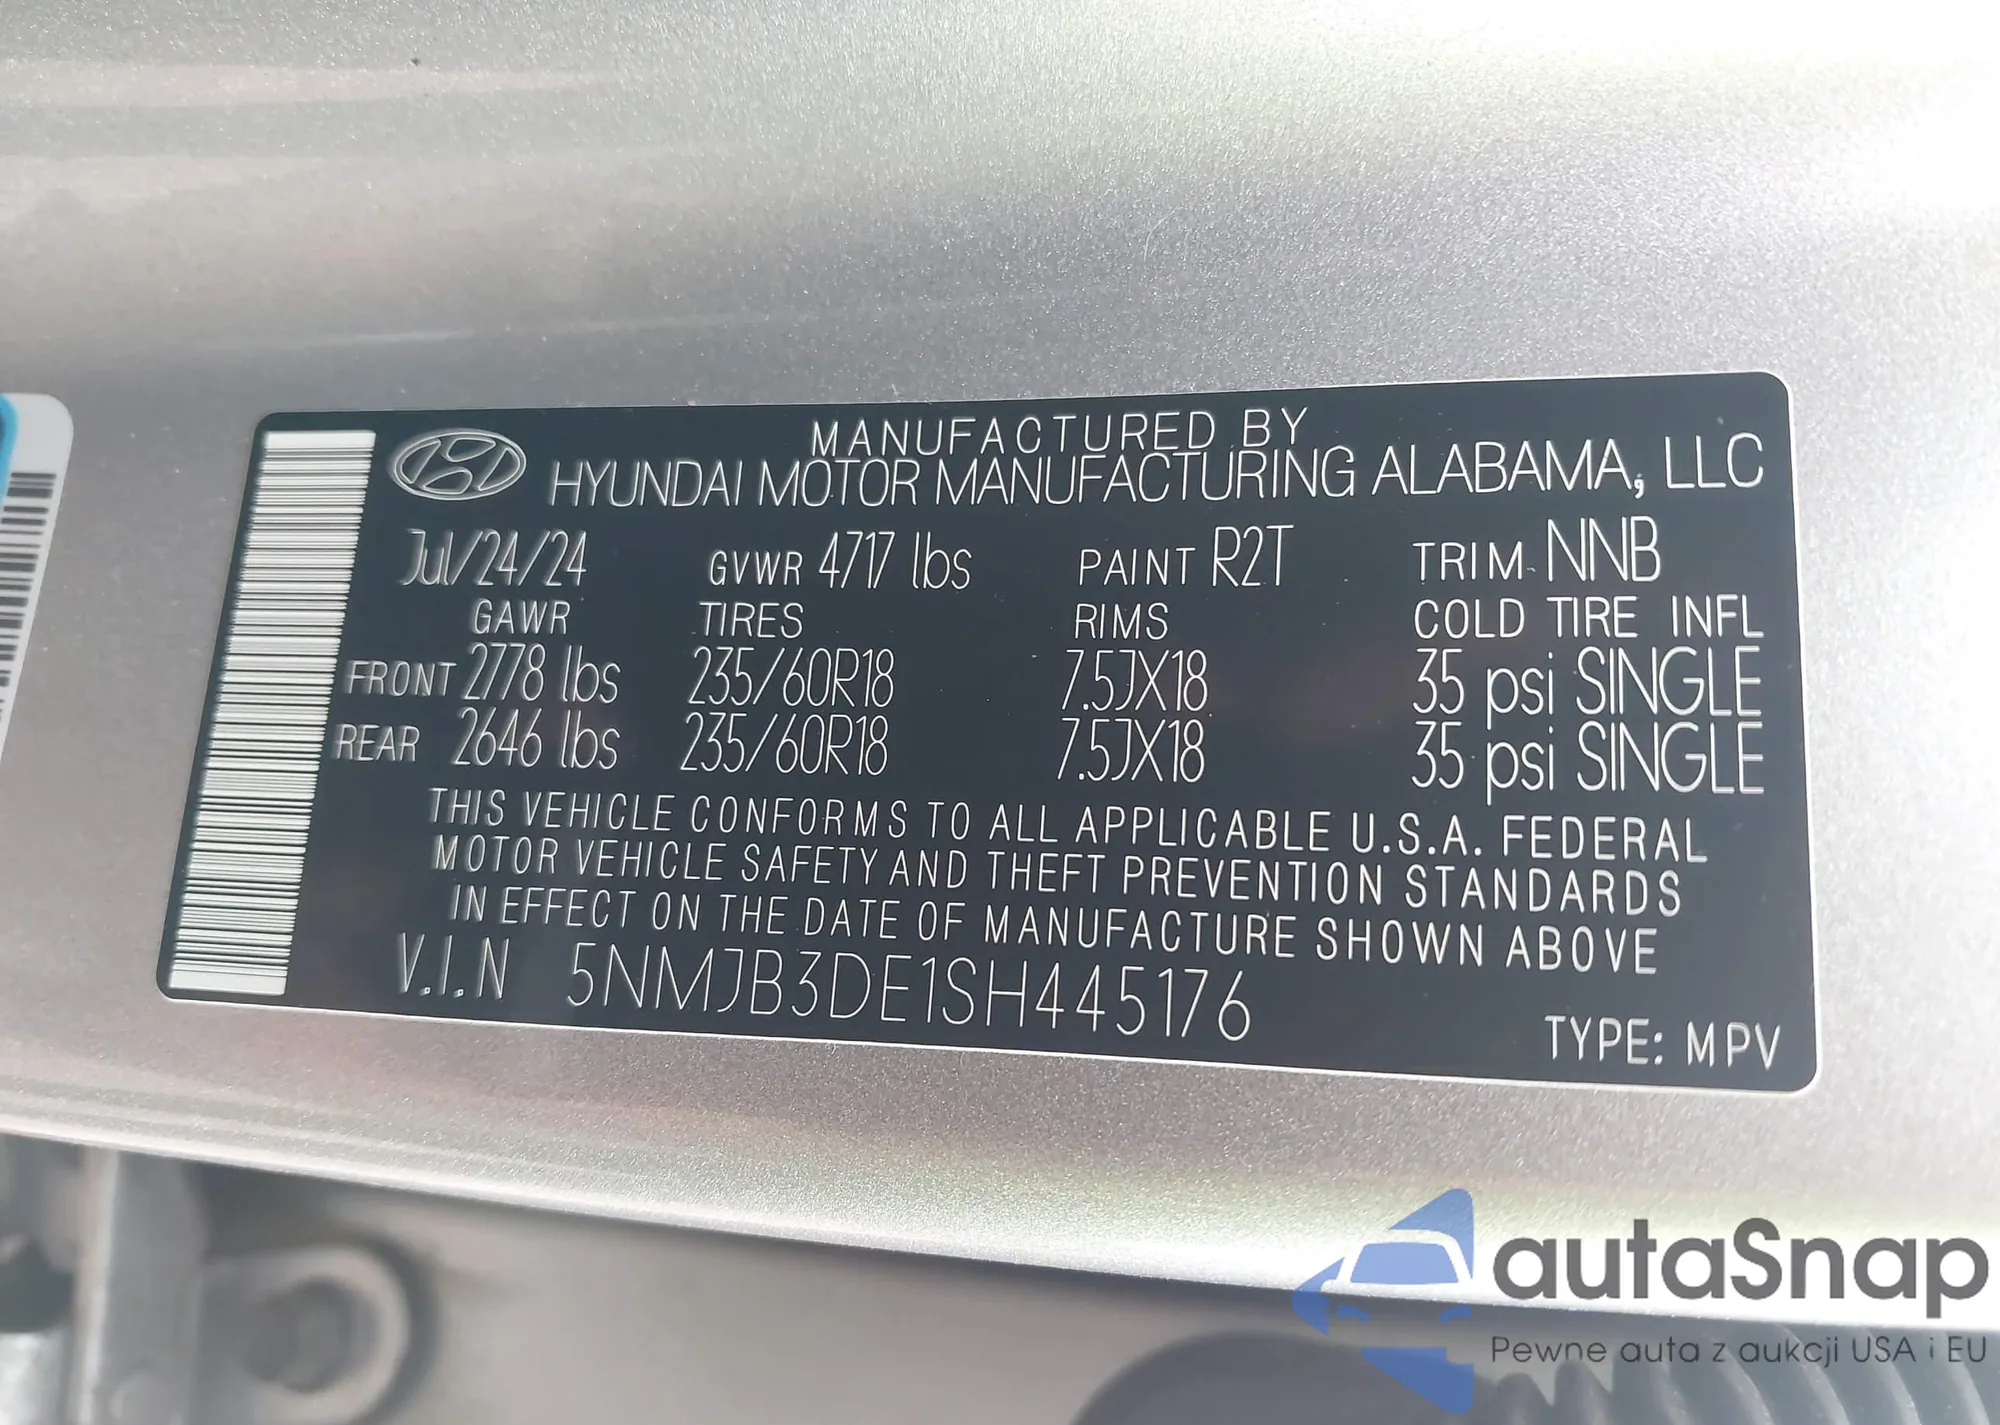 MANUFACTURED BY
HYUNDAI MOTOR MANUFACTURING ALABAMA, LLC
Jul/24/24 GVWR 4717 lbs PAINT R2T TRIM NNB
GAWR TIRES RIMS COLD TIRE INFL
FRONT 2778 lbs 235/60R18 7.5JX18 35 psi SINGLE
REAR 2646 lbs 235/60R18 7.5JX18 35 psi SINGLE
THIS VEHICLE CONFORMS TO ALL APPLICABLE U.S.A. FEDERAL
MOTOR VEHICLE SAFETY AND THEFT PREVENTION STANDARDS
IN EFFECT ON THE DATE OF MANUFACTURE SHOWN ABOVE
V.I.N 5NMJB3DE1SH445176
TYPE: MPV
autaSnap
Pewne auta z aukcji USA i EU